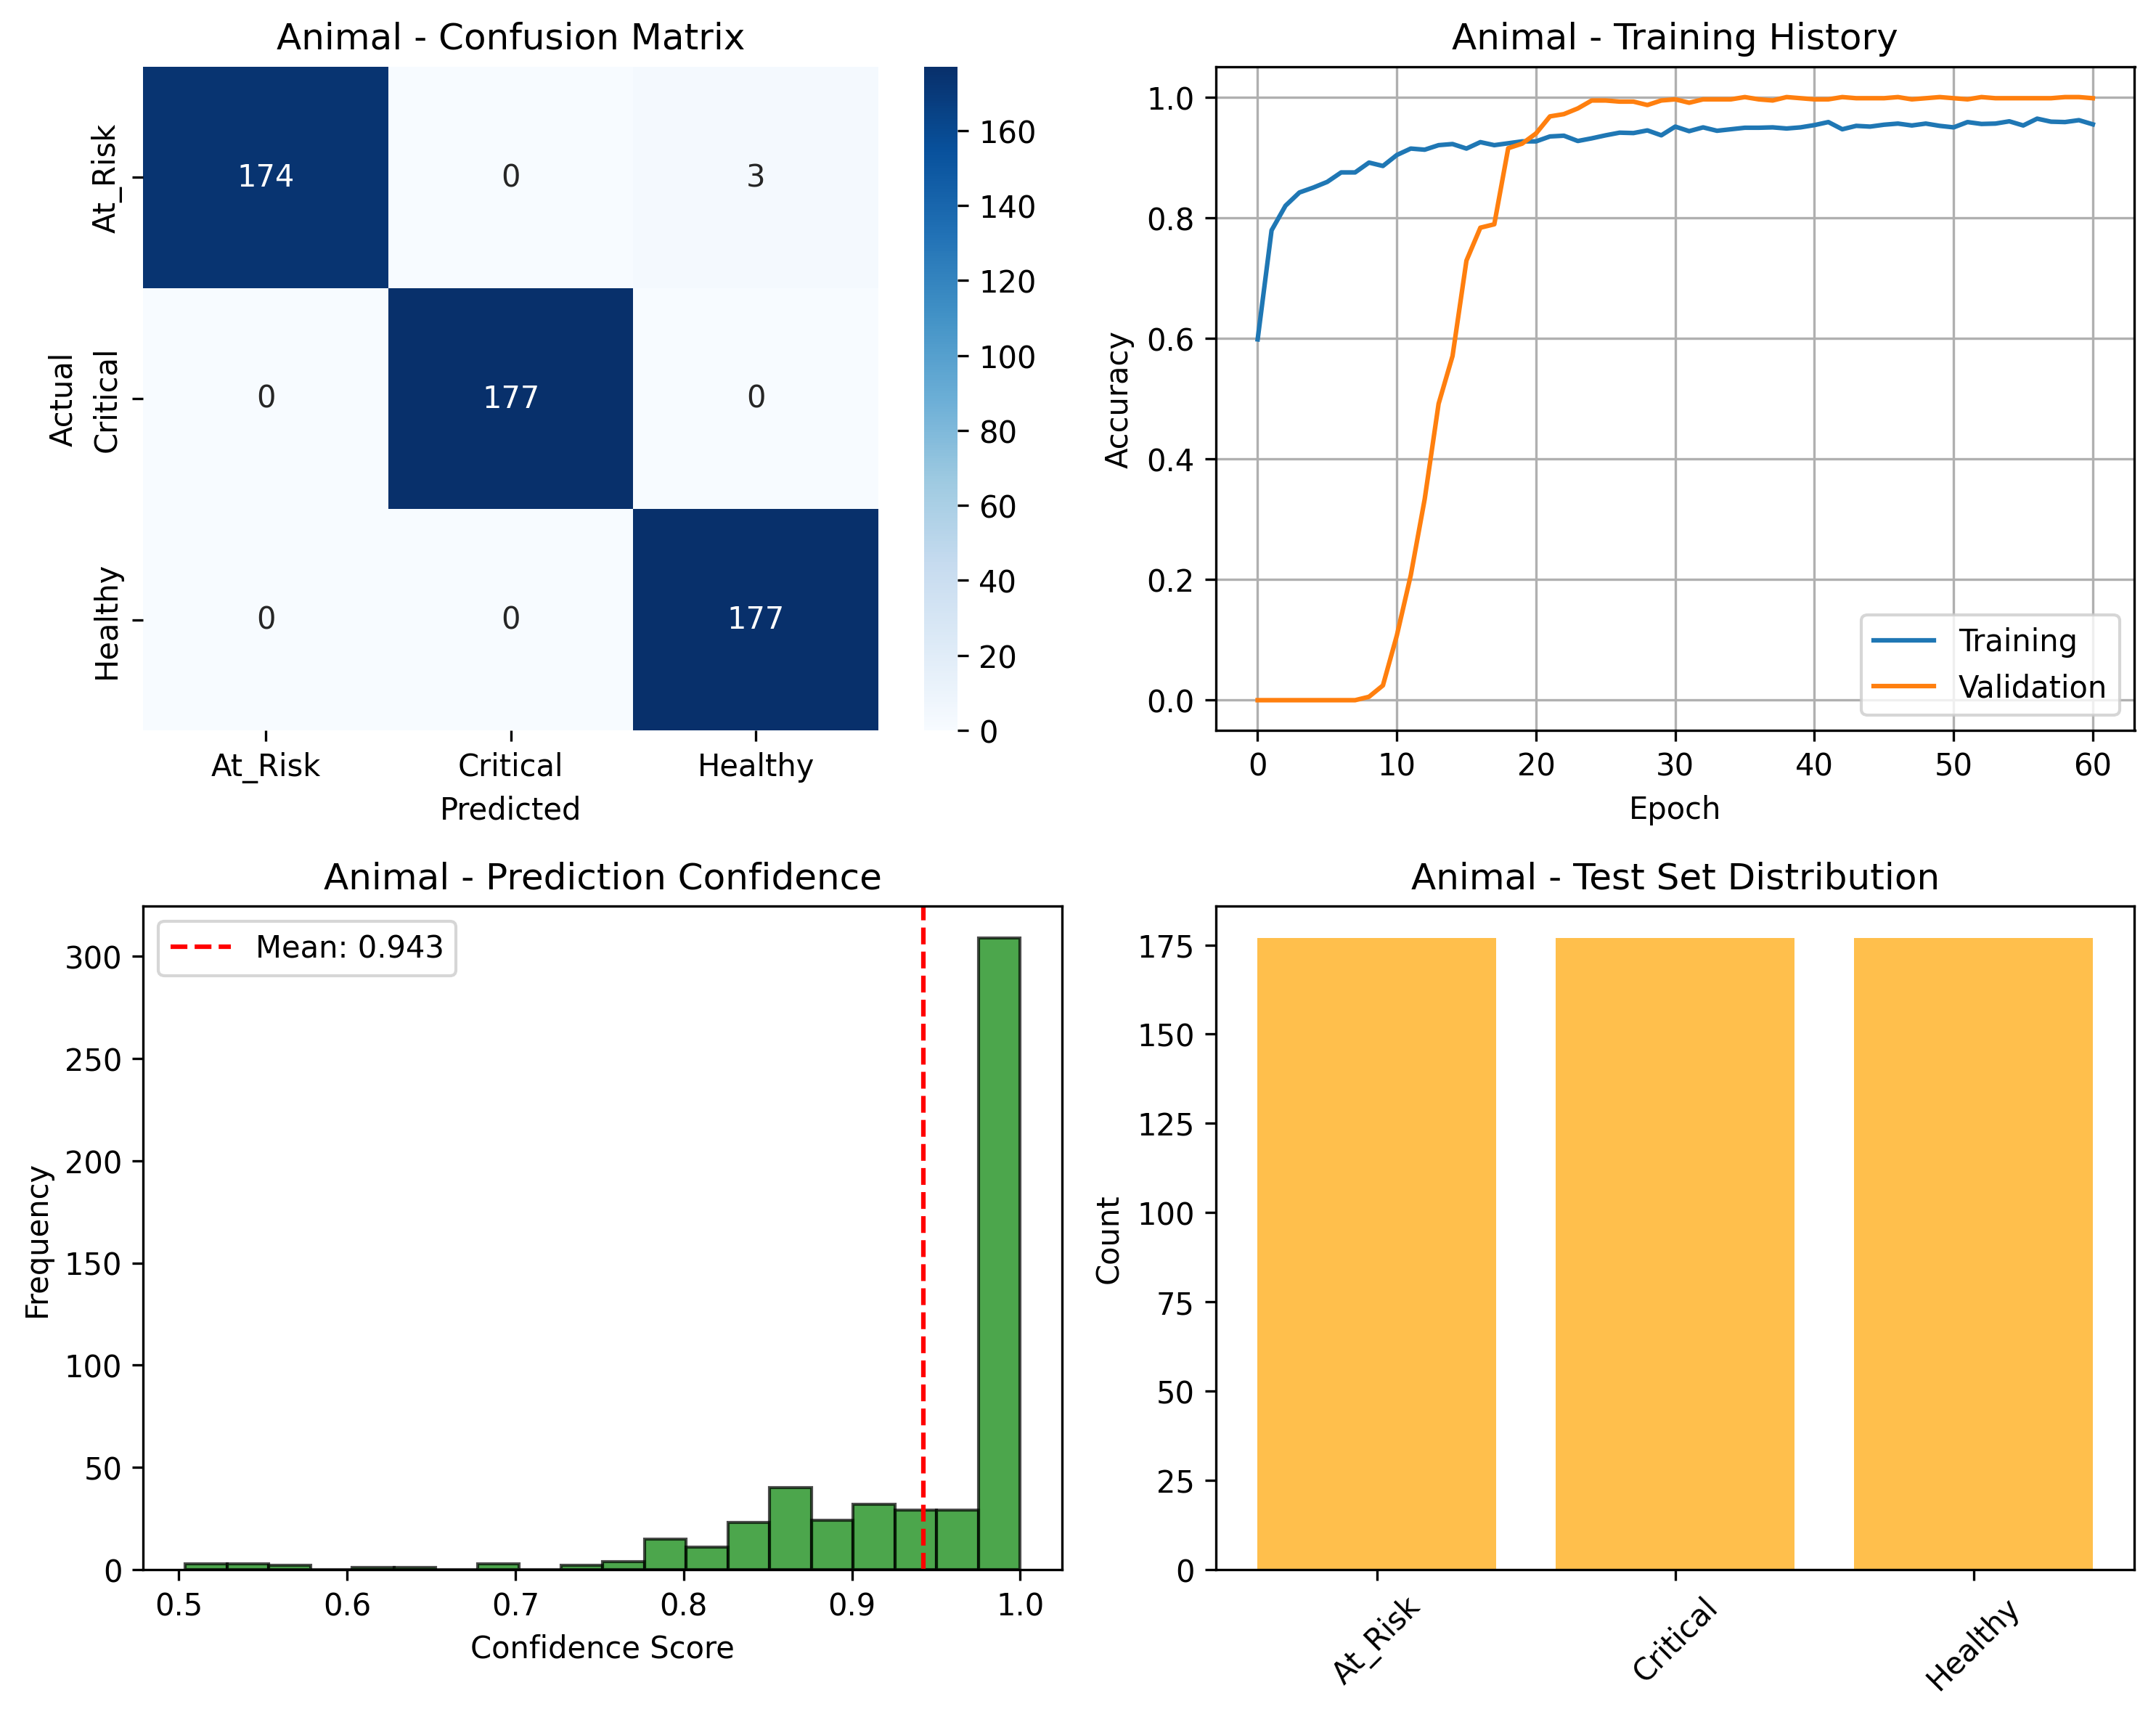 Animal - Confusion Matrix
At_Risk
Critical
Healthy
Actual
174 0 3
0 177 0
0 0 177
At_Risk Critical Healthy
Predicted
160
140
120
100
80
60
40
20
0
Animal - Training History
Accuracy
1.0
0.8
0.6
0.4
0.2
0.0
Training
Validation
0 10 20 30 40 50 60
Epoch
Animal - Prediction Confidence
Mean: 0.943
Frequency
300
250
200
150
100
50
0
0.5 0.6 0.7 0.8 0.9 1.0
Confidence Score
Animal - Test Set Distribution
Count
175
150
125
100
75
50
25
0
At_Risk Critical Healthy